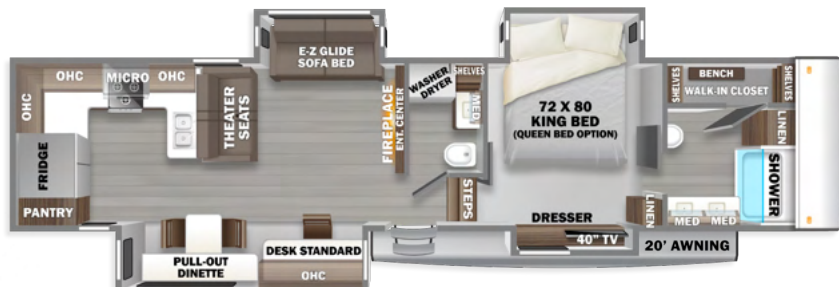 E-Z GLIDE
SOFA BED
OHC
MICRO
OHC
OHC
THEATER
SEATS
FIREPLACE
ENT. CENTER
WASHER
DRYER
SHELVES
MED
72 X 80
KING BED
(QUEEN BED OPTION)
SHELVES
BENCH
SHELVES
WALK-IN CLOSET
LINEN
SHOWER
FRIDGE
PANTRY
STEPS
LINEN
MED
MED
DRESSER
40" TV
20' AWNING
PULL-OUT
DINETTE
DESK STANDARD
OHC